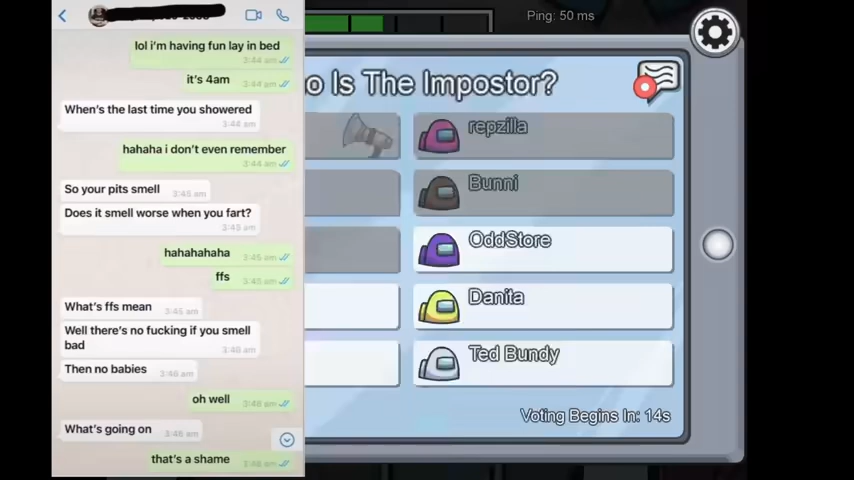 lol i'm having fun lay in bed
3:44 am
it's 4am
3:44 am
When's the last time you showered
3:44 am
hahaha i don't even remember
3:44 am
So your pits smell
3:45 am
Does it smell worse when you fart?
3:45 am
hahahahaha
3:45 am
ffs
3:45 am
What's ffs mean
3:45 am
Well there's no fucking if you smell
bad
3:46 am
Then no babies
3:46 am
oh well
3:46 am
What's going on
3:46 am
that's a shame
3:46 am
Ping: 50 ms
o Is The Impostor?
repzilla
Bunni
OddStore
Danita
Ted Bundy
Voting Begins In: 14s